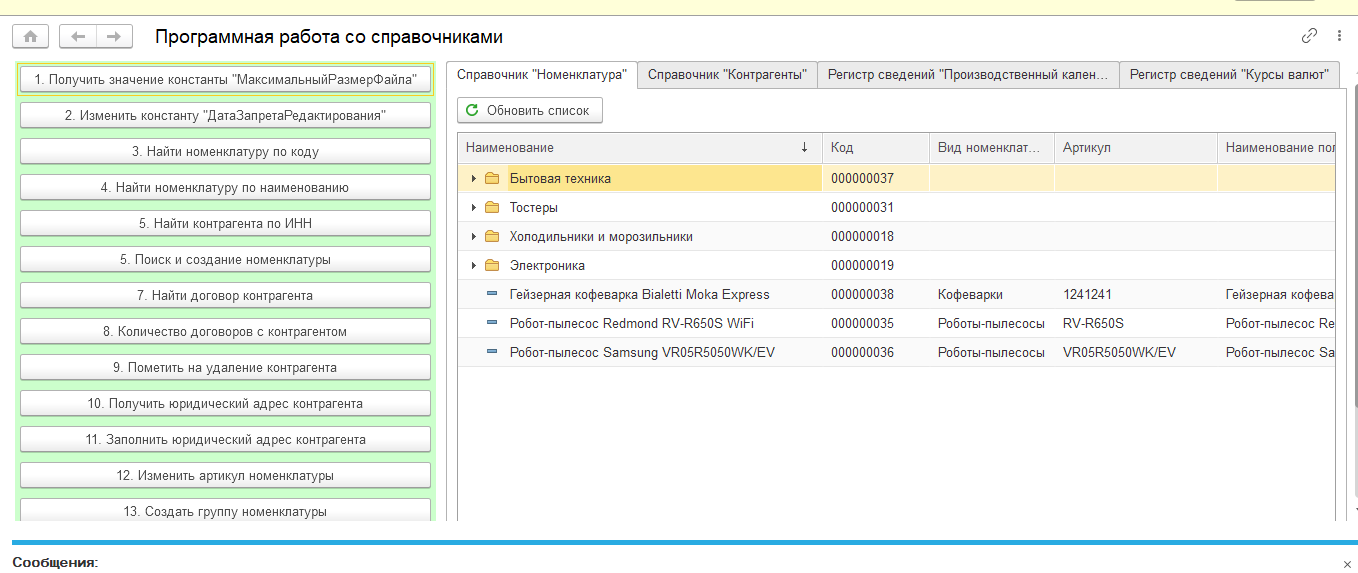 Программная работа со справочниками
1. Получить значение константы "МаксимальныйРазмерФайла"
2. Изменить константу "ДатаЗапретаРедактирования"
3. Найти номенклатуру по коду
4. Найти номенклатуру по наименованию
5. Найти контрагента по ИНН
5. Поиск и создание номенклатуры
7. Найти договор контрагента
8. Количество договоров с контрагентом
9. Пометить на удаление контрагента
10. Получить юридический адрес контрагента
11. Заполнить юридический адрес контрагента
12. Изменить артикул номенклатуры
13. Создать группу номенклатуры
Справочник "Номенклатура" Справочник "Контрагенты" Регистр сведений "Производственный кален... Регистр сведений "Курсы валют"
Обновить список
Наименование ↓ Код Вид номенклат... Артикул Наименование пол
Бытовая техника 000000037
Тостеры 000000031
Холодильники и морозильники 000000018
Электроника 000000019
Гейзерная кофеварка Bialetti Moka Express 000000038 Кофеварки 1241241 Гейзерная кофева
Робот-пылесос Redmond RV-R650S WiFi 000000035 Роботы-пылесосы RV-R650S Робот-пылесос Re
Робот-пылесос Samsung VR05R5050WK/EV 000000036 Роботы-пылесосы VR05R5050WK/EV Робот-пылесос Sa
Сообщения: